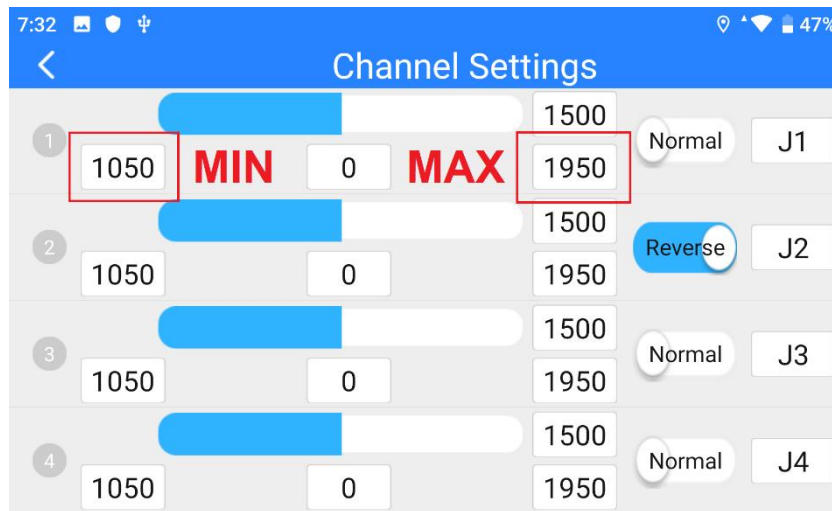 7:32 47%
Channel Settings
1500
1 Normal J1
1050 MIN 0 MAX 1950
1500
2 Reverse J2
1050 0 1950
1500
3 Normal J3
1050 0 1950
1500
4 Normal J4
1050 0 1950